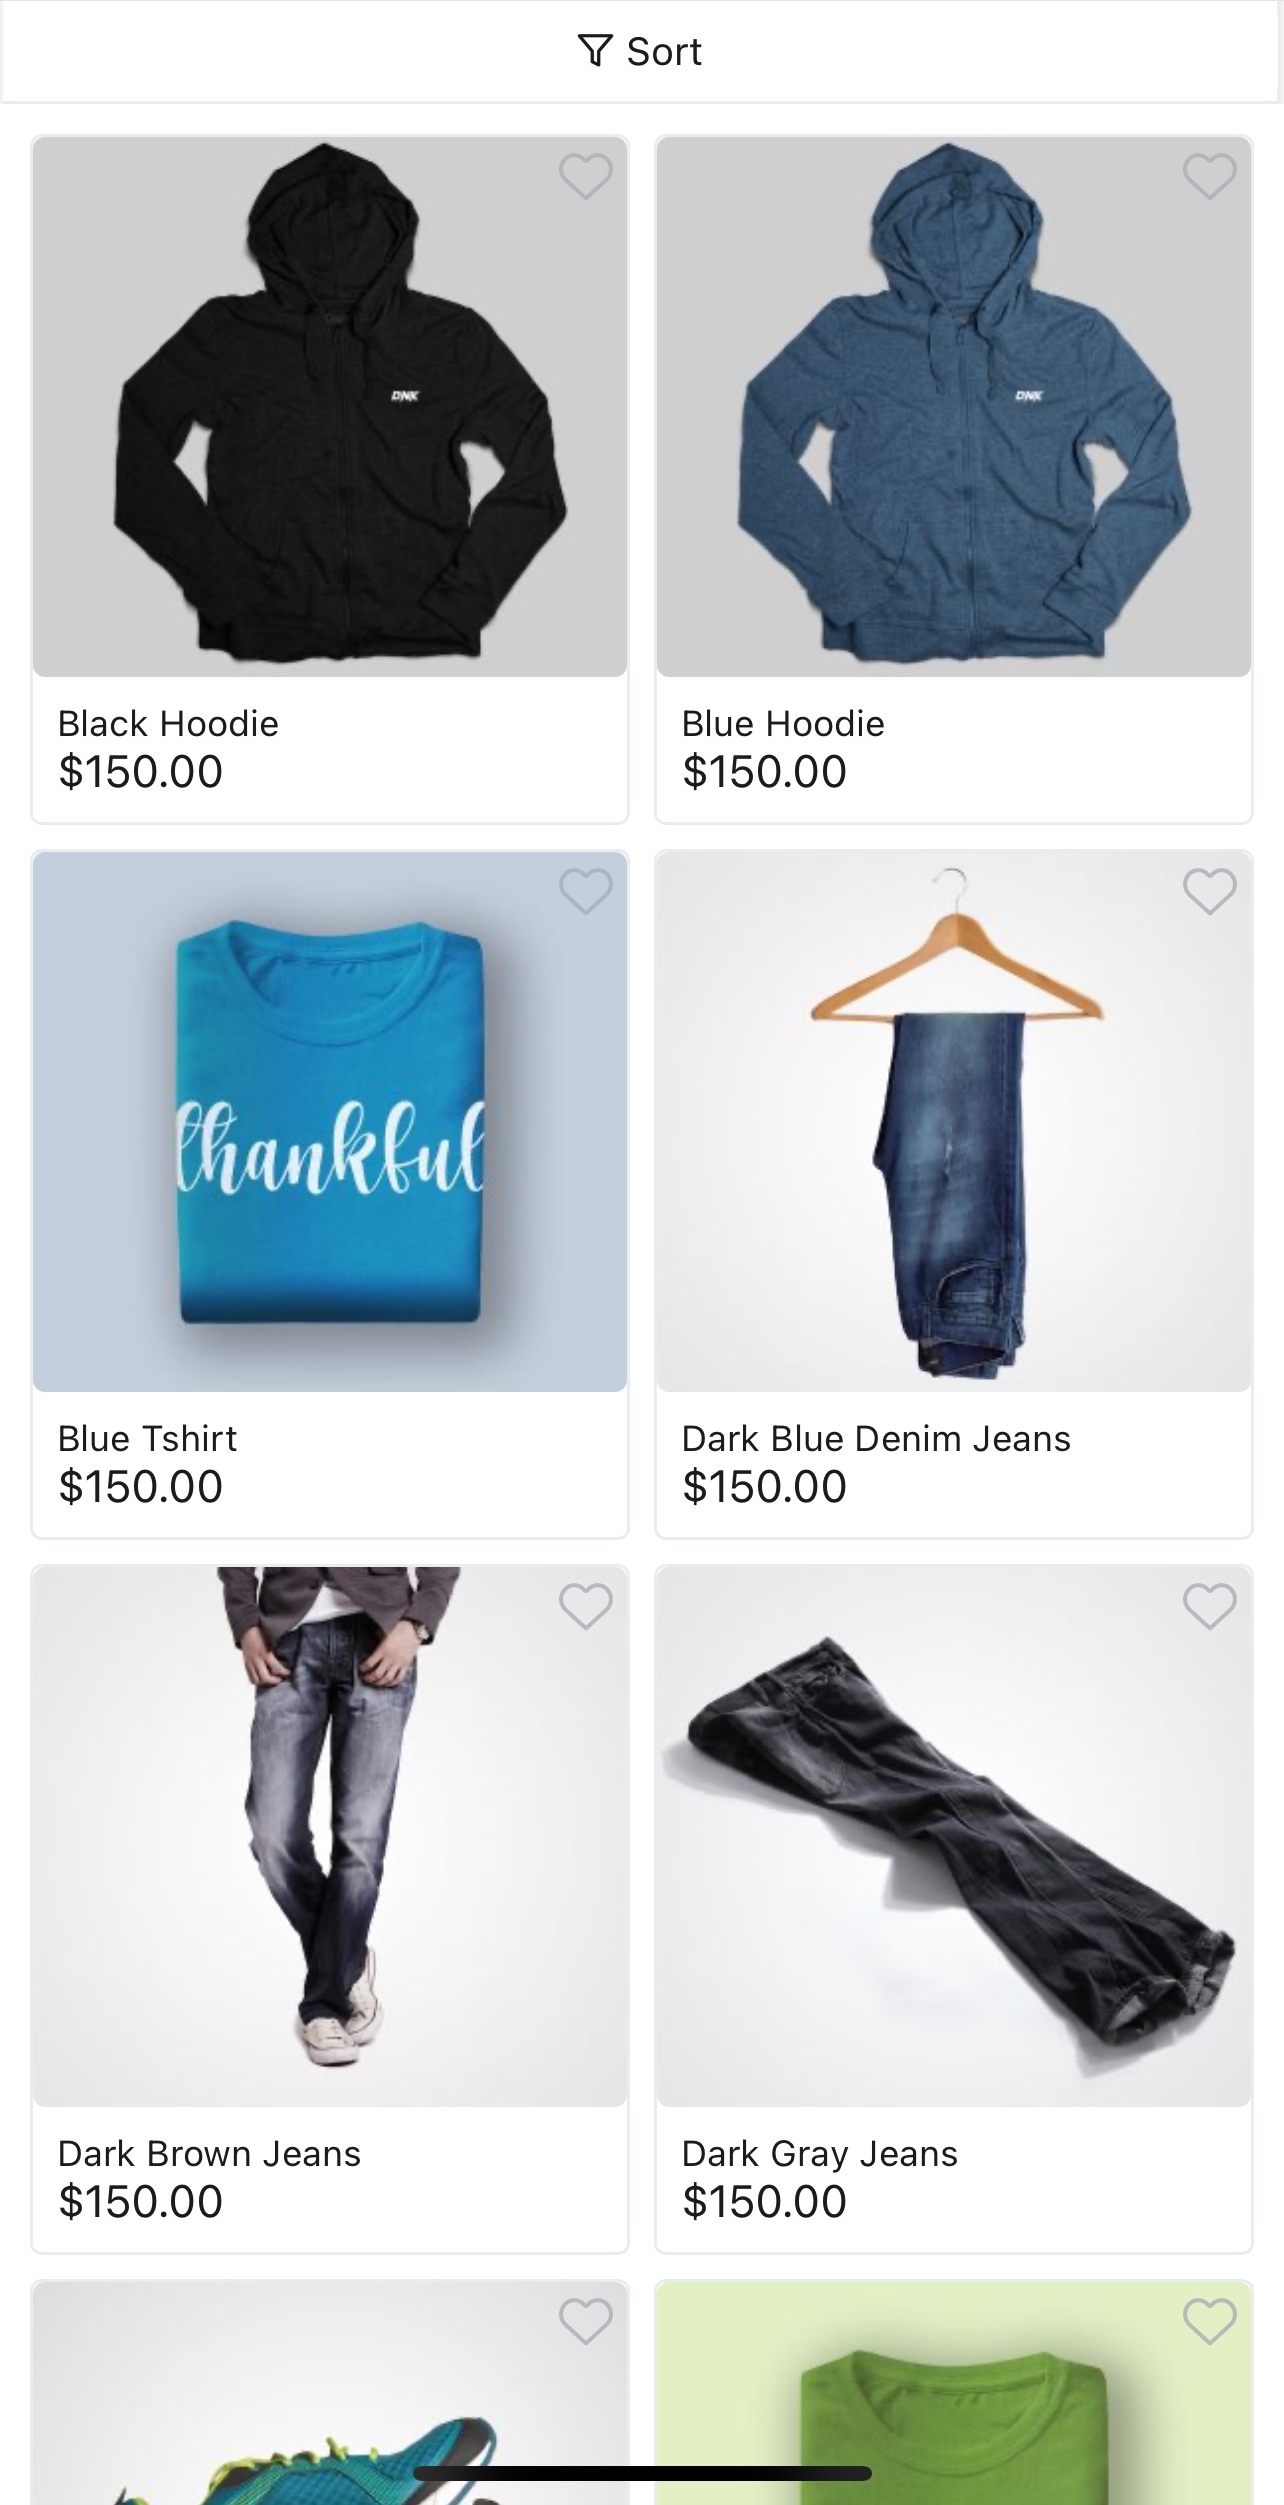 Sort
DNK
DNK
Black Hoodie
$150.00
Blue Hoodie
$150.00
thankful
Blue Tshirt
$150.00
Dark Blue Denim Jeans
$150.00
Dark Brown Jeans
$150.00
Dark Gray Jeans
$150.00